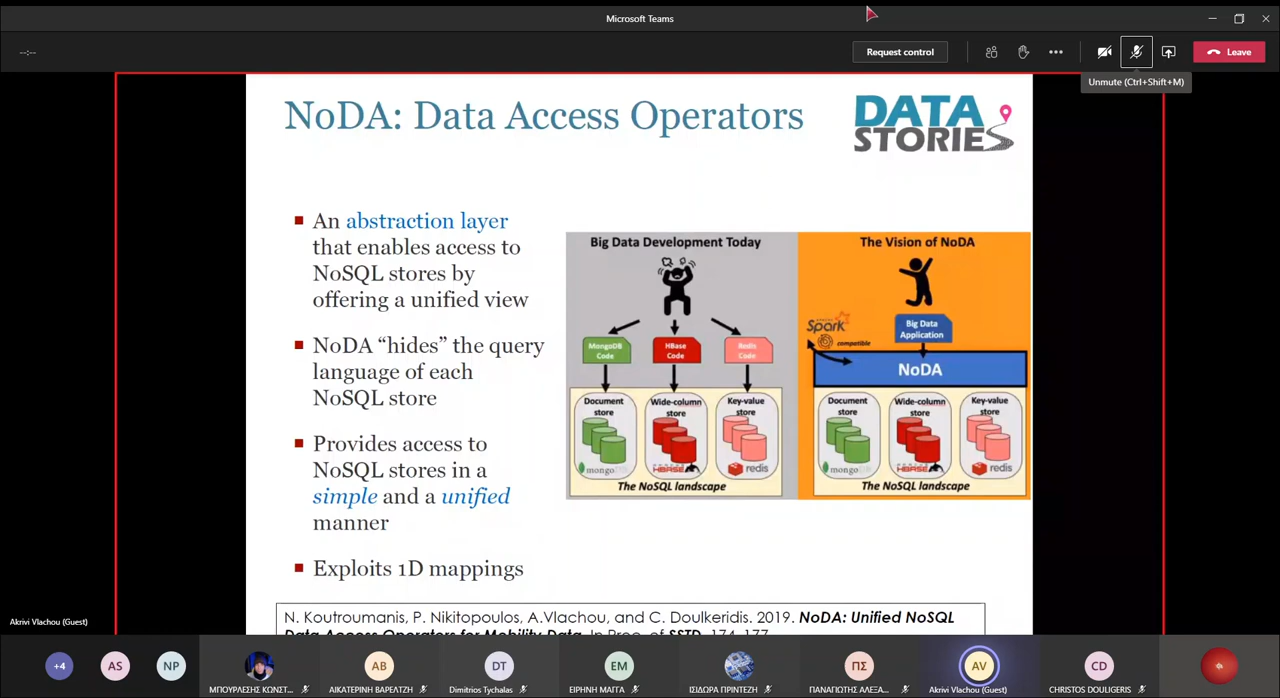 Microsoft Teams
--:--
Request control
Leave
Unmute (Ctrl+Shift+M)
NoDA: Data Access Operators
DATA
STORIES
An abstraction layer
that enables access to
NoSQL stores by
offering a unified view
NoDA “hides” the query
language of each
NoSQL store
Provides access to
NoSQL stores in a
simple and a unified
manner
Exploits 1D mappings
Big Data Development Today
MongoDB
Code
HBase
Code
Redis
Code
Document
store
Wide-column
store
Key-value
store
mongoDB
HBASE
redis
The NoSQL landscape
The Vision of NoDA
Spark
compatible
Big Data
Application
NoDA
Document
store
Wide-column
store
Key-value
store
mongoDB
HBASE
redis
The NoSQL landscape
N. Koutroumanis, P. Nikitopoulos, A.Vlachou, and C. Doulkeridis. 2019. NoDA: Unified NoSQL
Data Access Operators for Mobility Data. In Proc. of SSTD. 174-177
Akrivi Vlachou (Guest)
+4
AS
NP
ΜΠΟΥΡΛΕΣΗΣ ΚΩΝΣΤ...
AB
ΑΙΚΑΤΕΡΙΝΗ ΒΑΡΕΛΤΖΗ
DT
Dimitrios Tychalas
EM
ΕΙΡΗΝΗ ΜΑΓΓΑ
ΙΣΙΔΩΡΑ ΠΡΙΝΤΕΖΗ
ΠΣ
ΠΑΝΑΓΙΩΤΗΣ ΑΛΕΞΑ...
AV
Akrivi Vlachou (Guest)
CD
CHRISTOS DOULIGERIS